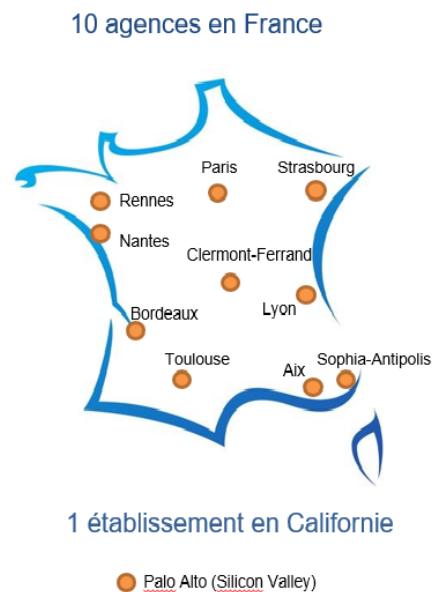 10 agences en France
Paris
Strasbourg
Rennes
Nantes
Clermont-Ferrand
Lyon
Bordeaux
Toulouse
Aix
Sophia-Antipolis
1 établissement en Californie
Palo Alto (Silicon Valley)